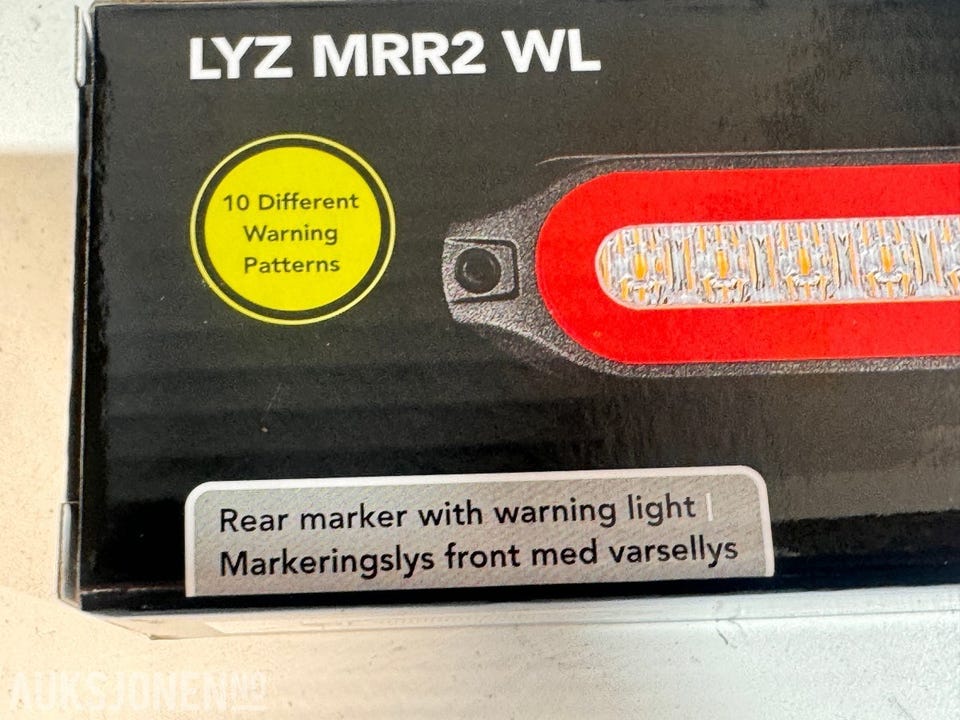 LYZ MRR2 WL
10 Different
Warning
Patterns
Rear marker with warning light |
Markeringslys front med varsellys
AUKSJONEN.NO